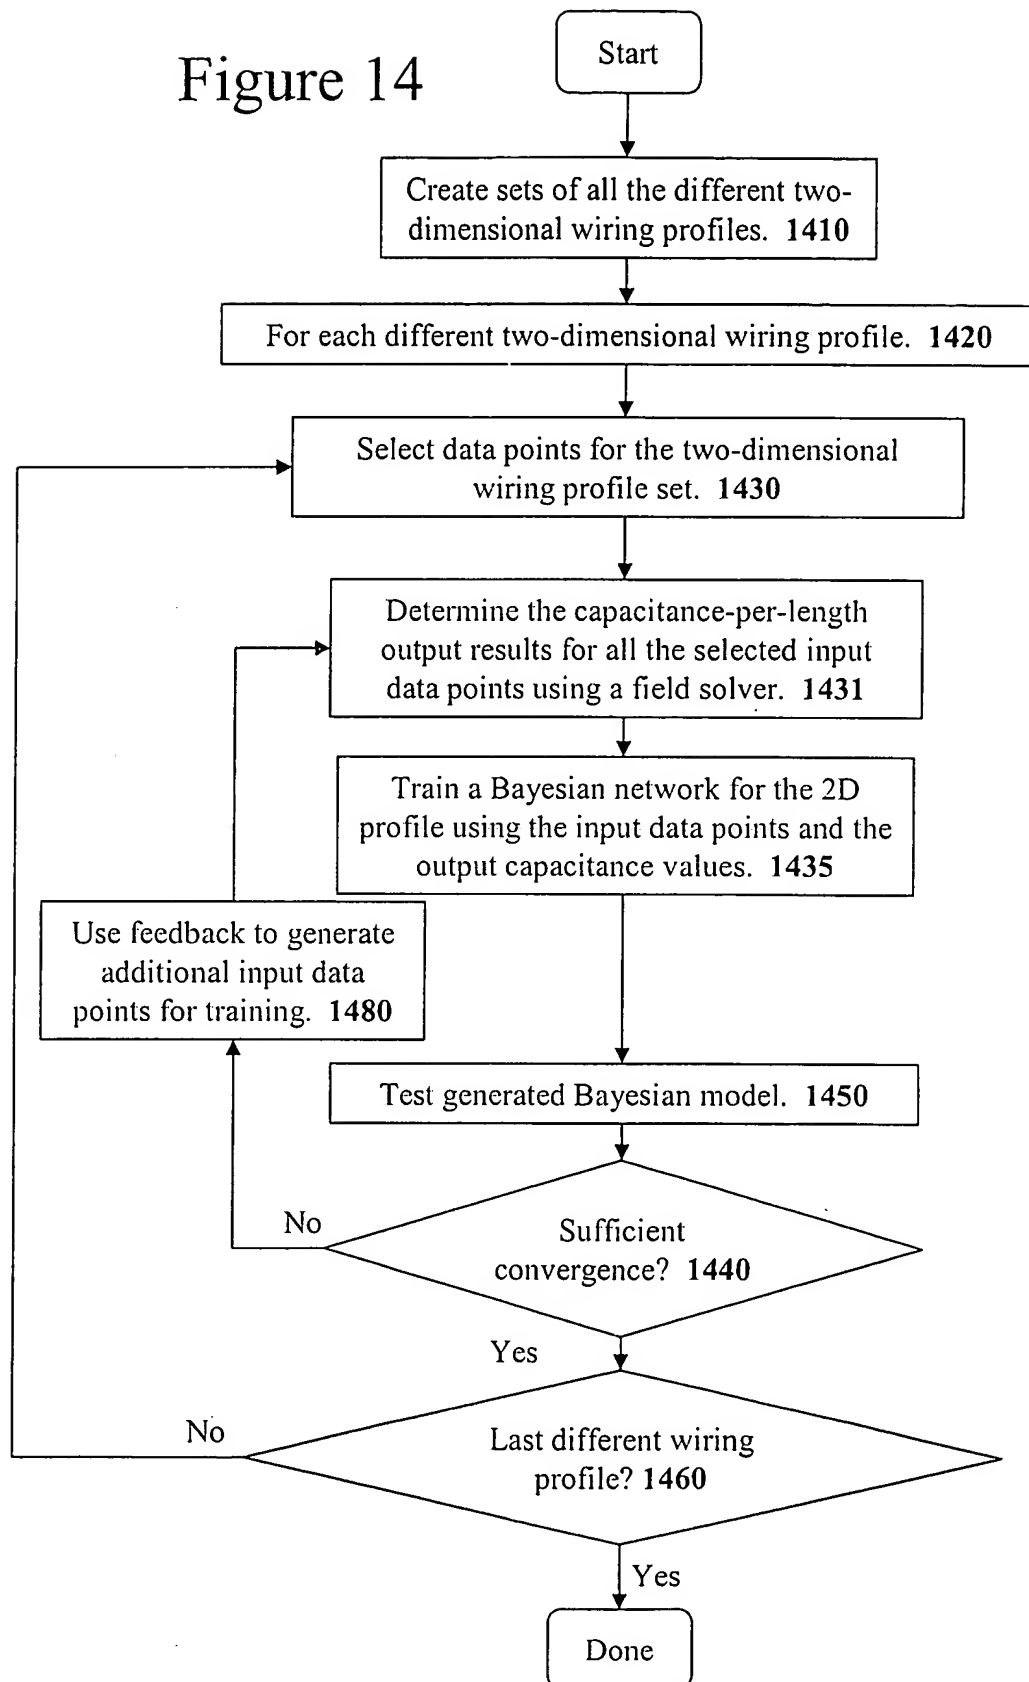 Figure 14
Start
Create sets of all the different two-
dimensional wiring profiles. 1410
For each different two-dimensional wiring profile. 1420
Select data points for the two-dimensional
wiring profile set. 1430
Determine the capacitance-per-length
output results for all the selected input
data points using a field solver. 1431
Train a Bayesian network for the 2D
profile using the input data points and the
output capacitance values. 1435
Use feedback to generate
additional input data
points for training. 1480
Test generated Bayesian model. 1450
No
Sufficient
convergence? 1440
Yes
No
Last different wiring
profile? 1460
Yes
Done